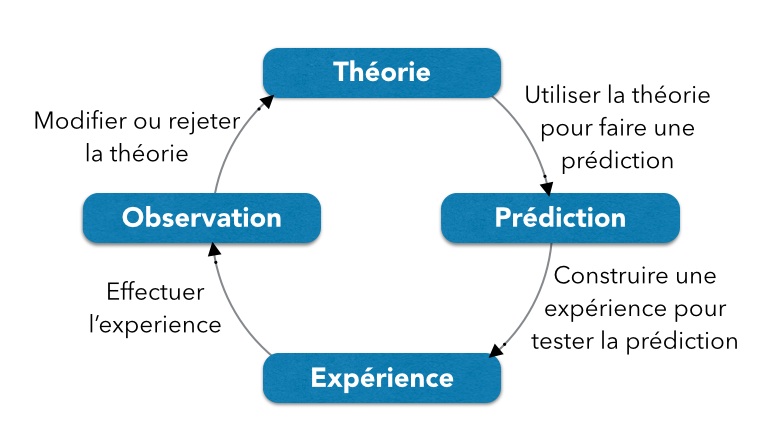 Théorie
Utiliser la théorie
pour faire une
prédiction
Prédiction
Construire une
expérience pour
tester la prédiction
Expérience
Effectuer
l’experience
Observation
Modifier ou rejeter
la théorie